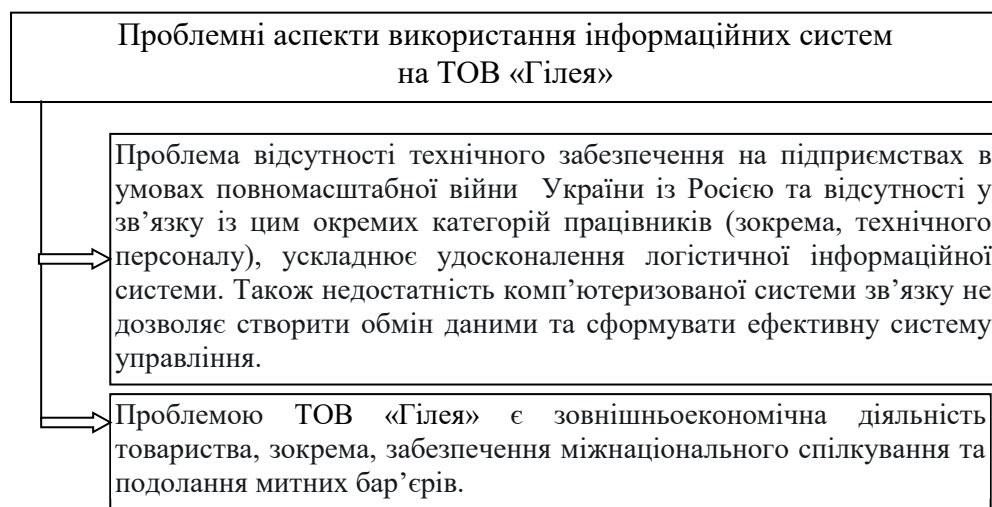 Проблемні аспекти використання інформаційних систем
на ТОВ «Гілея»
Проблема відсутності технічного забезпечення на підприємствах в
умовах повномасштабної війни України із Росією та відсутності у
зв’язку із цим окремих категорій працівників (зокрема, технічного
персоналу), ускладнює удосконалення логістичної інформаційної
системи. Також недостатність комп’ютеризованої системи зв’язку не
дозволяє створити обмін даними та сформувати ефективну систему
управління.
Проблемою ТОВ «Гілея» є зовнішньоекономічна діяльність
товариства, зокрема, забезпечення міжнаціонального спілкування та
подолання митних бар’єрів.